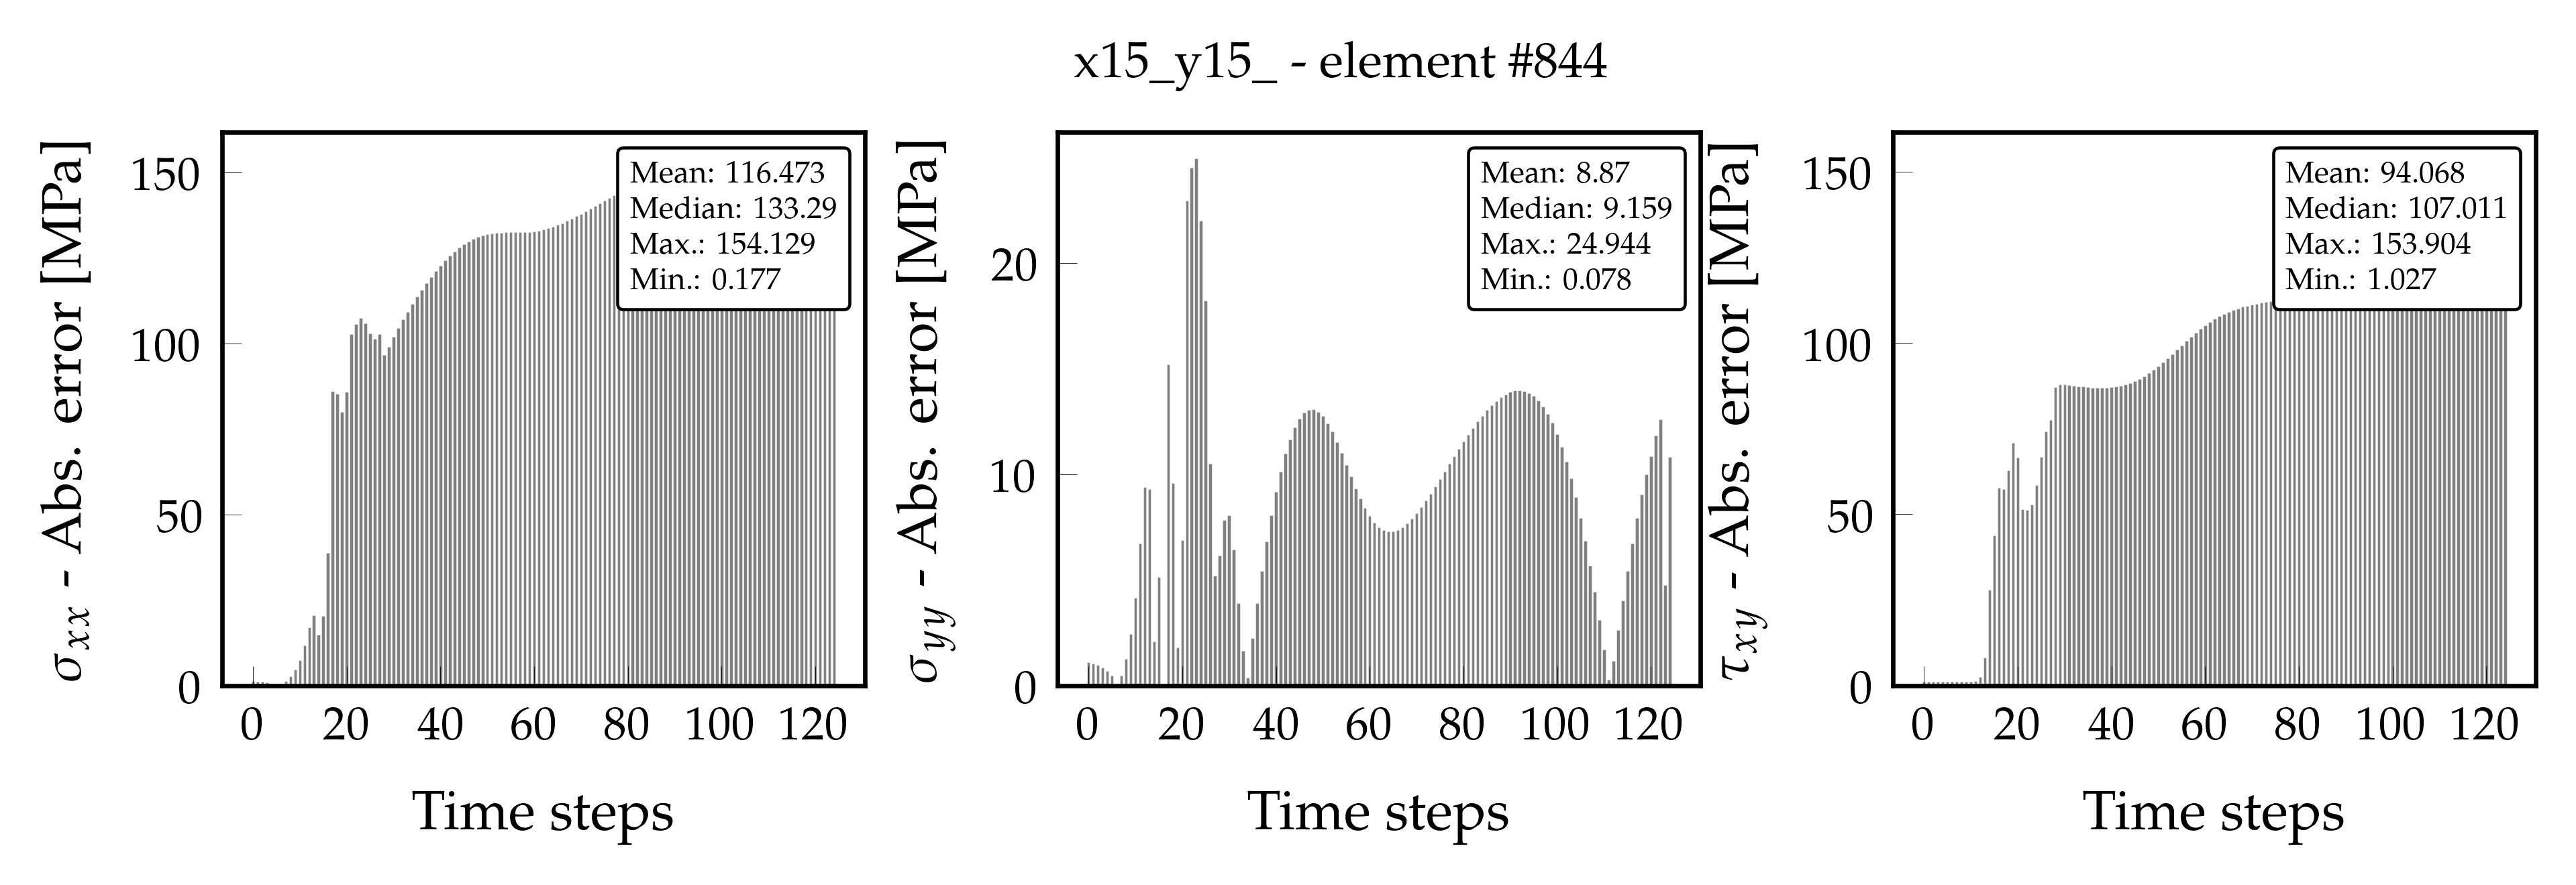 x15_y15_ - element #844
σxx - Abs. error [MPa]
150
100
50
0
Mean: 116.473
Median: 133.29
Max.: 154.129
Min.: 0.177
0 20 40 60 80 100 120
Time steps
σyy - Abs. error [MPa]
20
10
0
Mean: 8.87
Median: 9.159
Max.: 24.944
Min.: 0.078
0 20 40 60 80 100 120
Time steps
τxy - Abs. error [MPa]
150
100
50
0
Mean: 94.068
Median: 107.011
Max.: 153.904
Min.: 1.027
0 20 40 60 80 100 120
Time steps